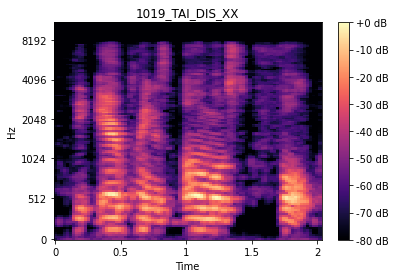 1019_TAI_DIS_XX
8192
4096
2048
1024
512
0
Hz
0
0.5
1
1.5
2
Time
+0 dB
-10 dB
-20 dB
-30 dB
-40 dB
-50 dB
-60 dB
-70 dB
-80 dB